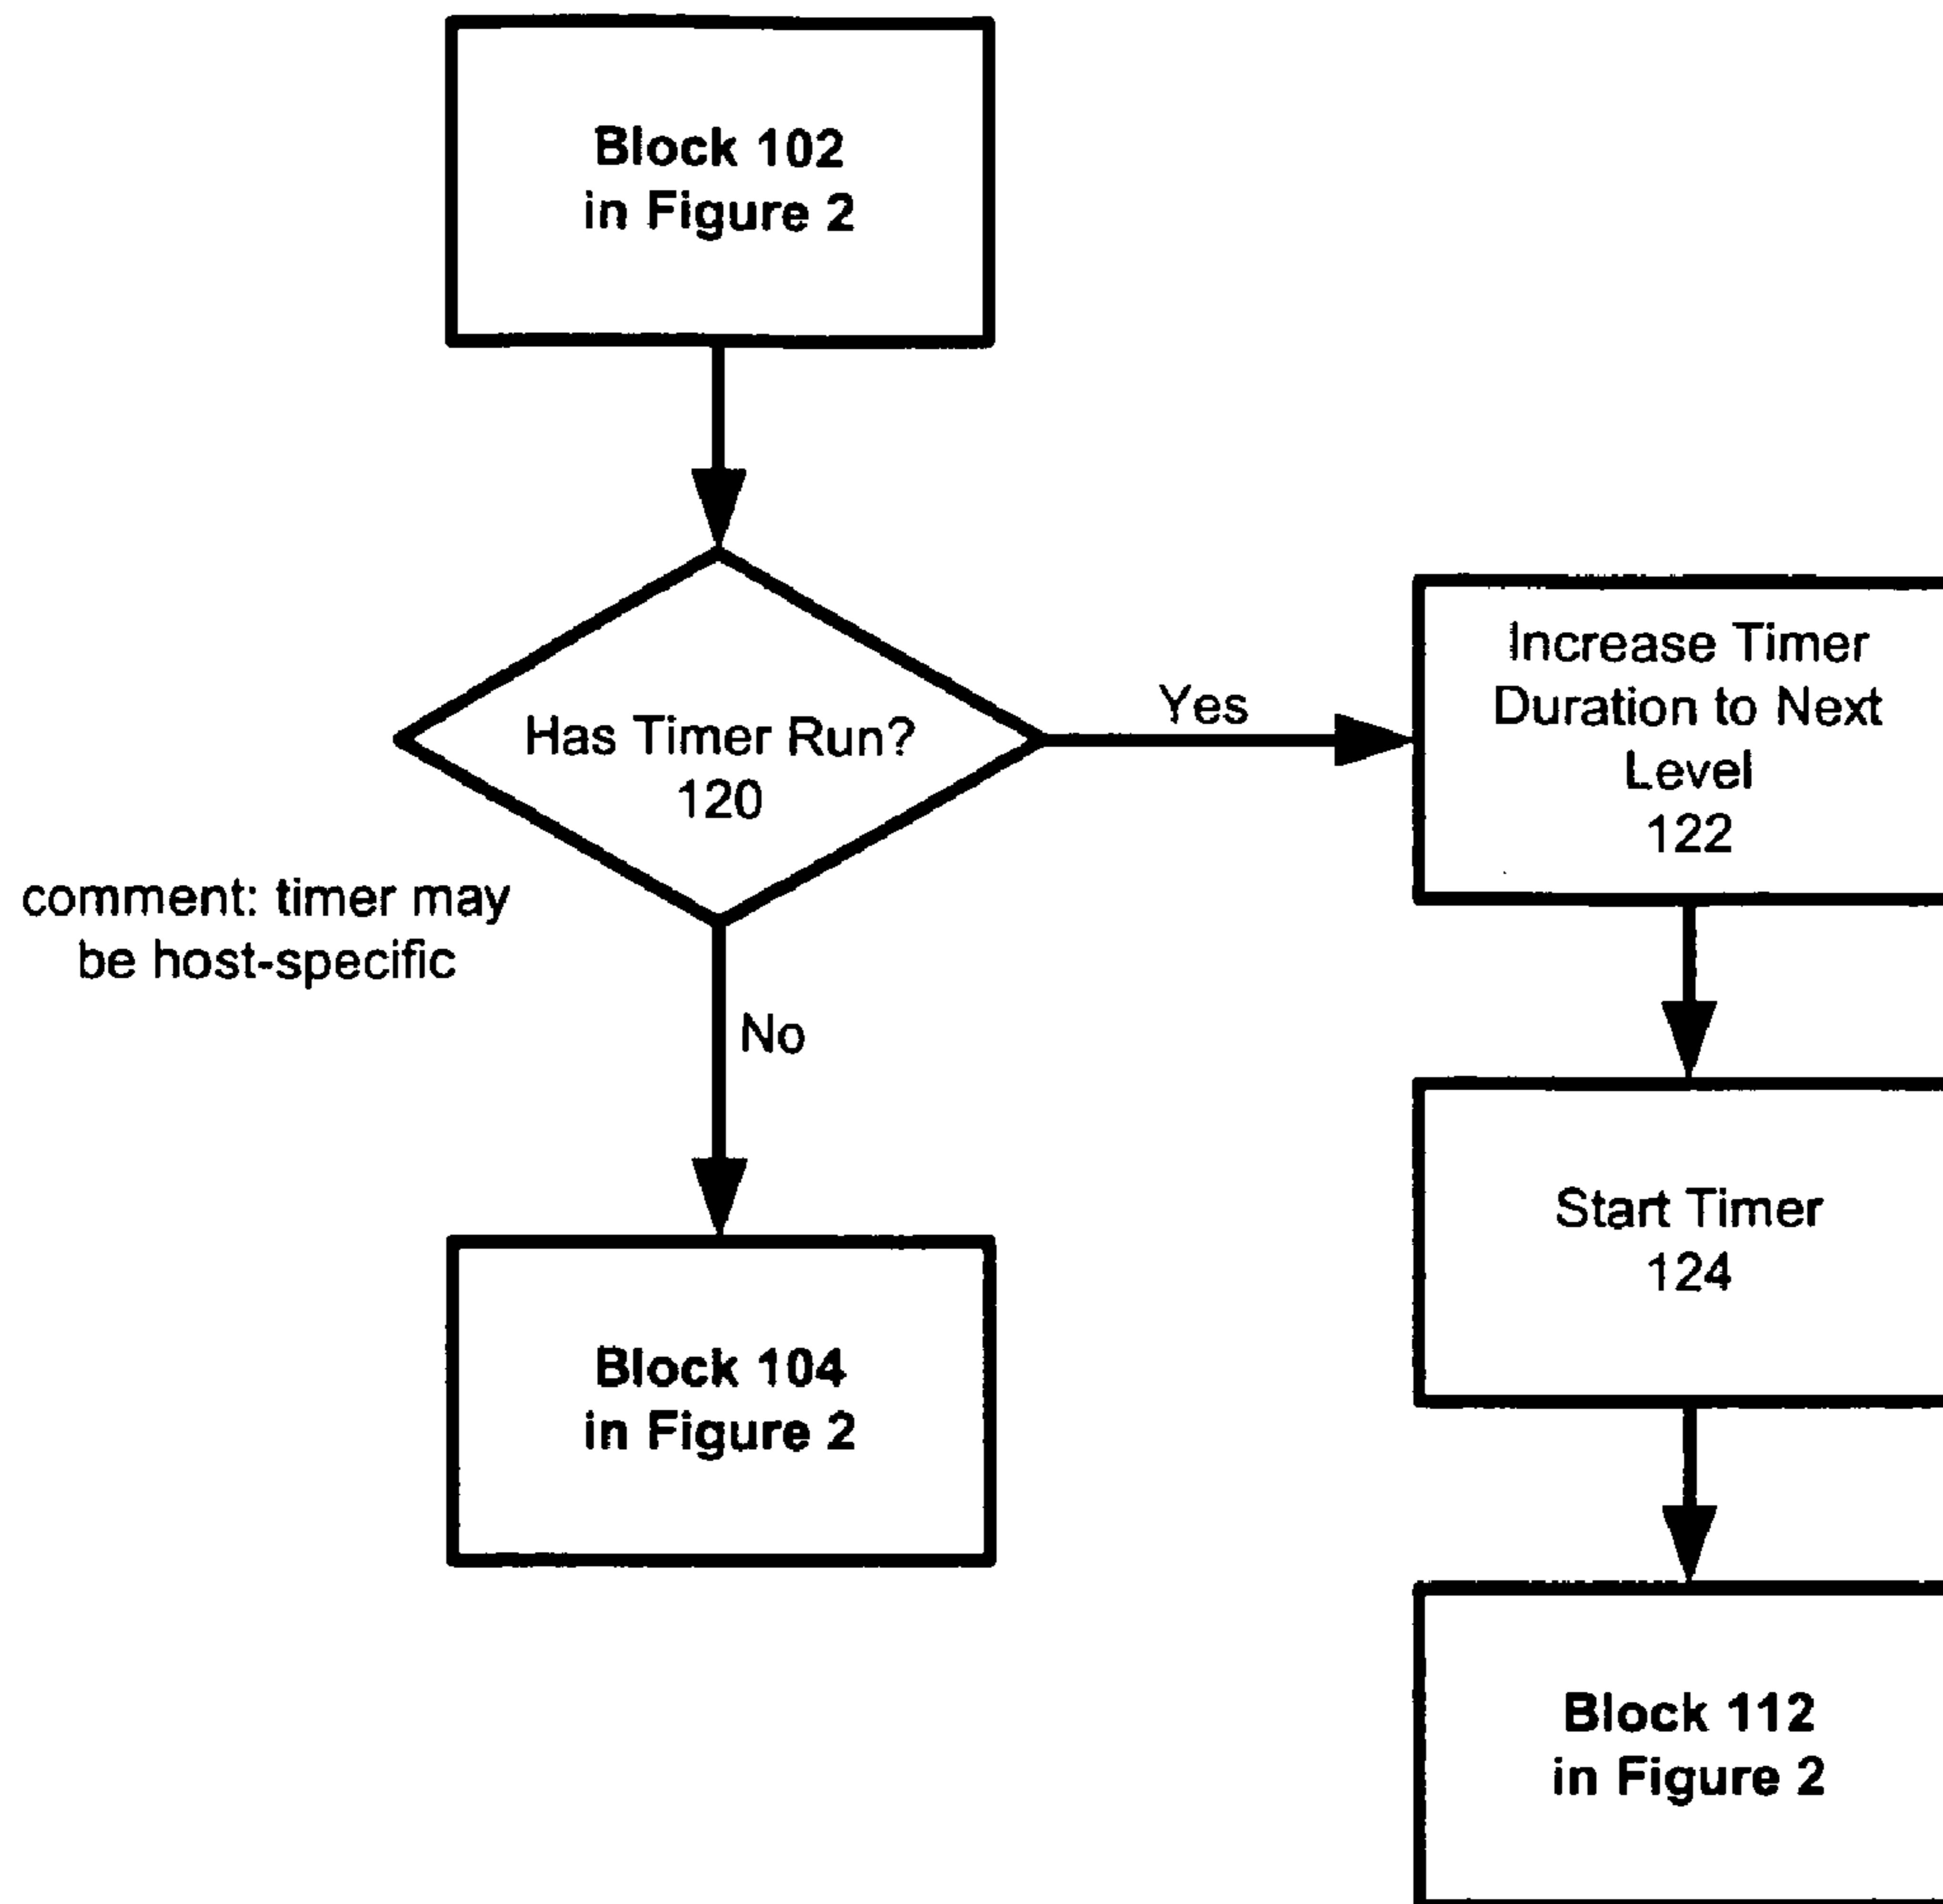 Block 102
in Figure 2
Has Timer Run?
120
Yes
Increase Timer
Duration to Next
Level
122
comment: timer may
be host-specific
No
Start Timer
124
Block 104
in Figure 2
Block 112
in Figure 2